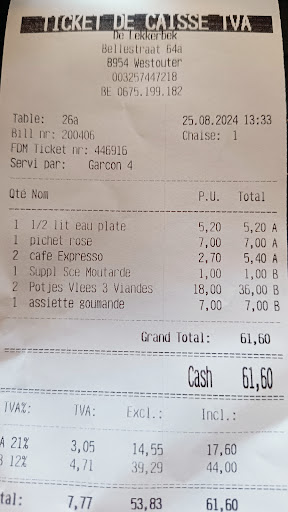 TICKET DE CAISSE TVA
De Lekkerbek
Bellestraat 64a
8954 Westouter
003257447218
BE 0675.199.182
Table: 26a 25.08.2024 13:33
Bill nr: 200406 Chaise: 1
FDM Ticket nr: 446916
Servi par: Garcon 4
Qté Nom P.U. Total
1 1/2 lit eau plate 5,20 5,20 A
1 pichet rose 7,00 7,00 A
2 cafe Expresso 2,70 5,40 A
1 Suppl Sce Moutarde 1,00 1,00 B
2 Potjes Vlees 3 Viandes 18,00 36,00 B
1 assiette goumande 7,00 7,00 B
Grand Total: 61,60
Cash 61,60
TVA%: TVA: Excl.: Incl.:
A 21% 3,05 14,55 17,60
B 12% 4,71 39,29 44,00
tal: 7,77 53,83 61,60